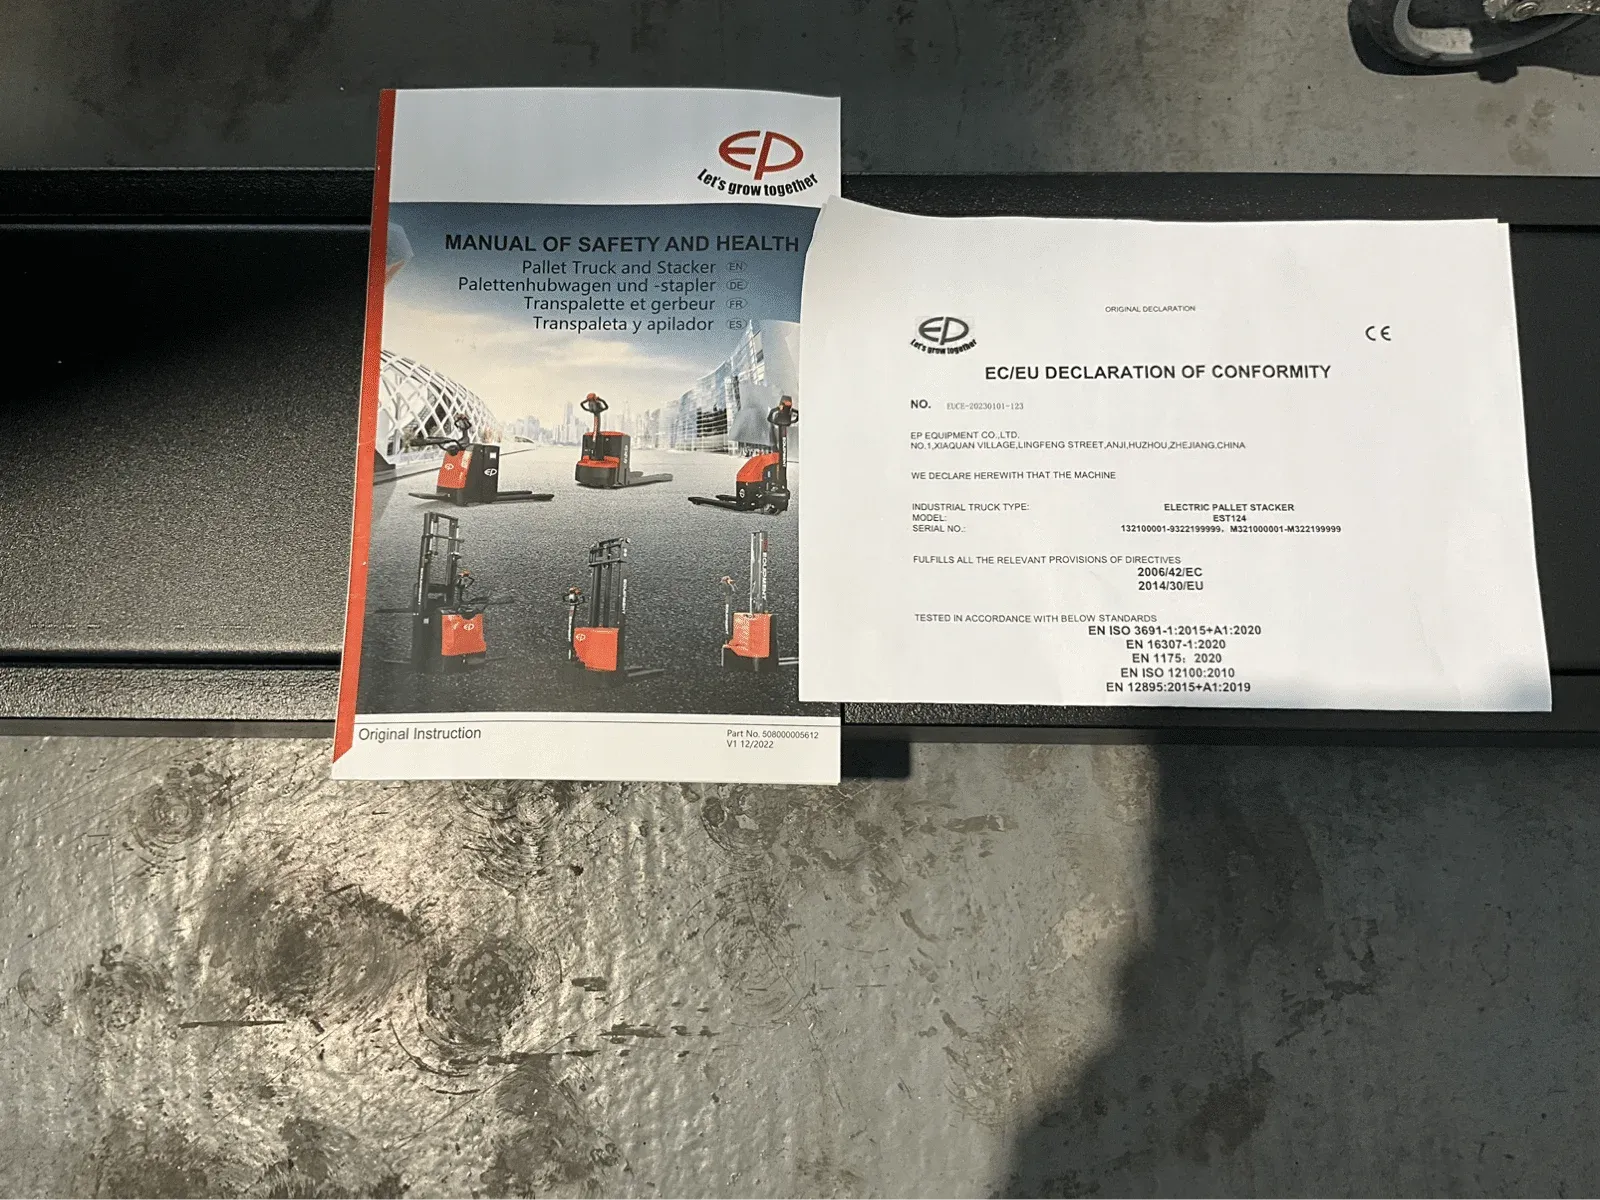 EP
Let's grow together
MANUAL OF SAFETY AND HEALTH
Pallet Truck and Stacker EN
Palettenhubwagen und -stapler DE
Transpalette et gerbeur FR
Transpaleta y apilador ES
Original Instruction
Part No. 508000005612
V1 12/2022
ORIGINAL DECLARATION
EP
Let's grow together
CE
EC/EU DECLARATION OF CONFORMITY
NO. EUCE-20230101-123
EP EQUIPMENT CO.,LTD.
NO.1,XIAQUAN VILLAGE,LINGFENG STREET,ANJI,HUZHOU,ZHEJIANG,CHINA
WE DECLARE HEREWITH THAT THE MACHINE
INDUSTRIAL TRUCK TYPE: ELECTRIC PALLET STACKER
MODEL: EST124
SERIAL NO.: 132100001-9322199999, M321000001-M322199999
FULFILLS ALL THE RELEVANT PROVISIONS OF DIRECTIVES
2006/42/EC
2014/30/EU
TESTED IN ACCORDANCE WITH BELOW STANDARDS
EN ISO 3691-1:2015+A1:2020
EN 16307-1:2020
EN 1175: 2020
EN ISO 12100:2010
EN 12895:2015+A1:2019